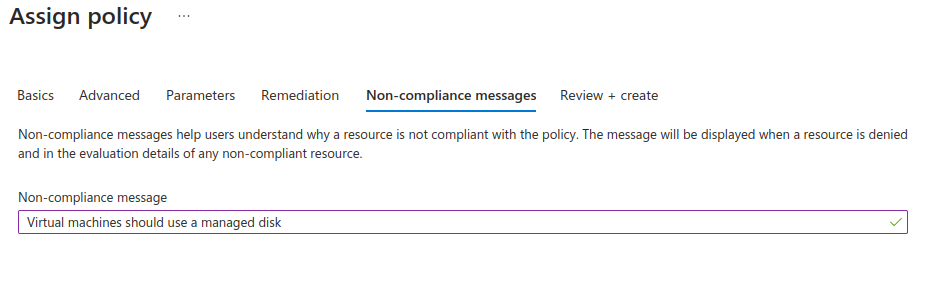 Assign policy ...
Basics Advanced Parameters Remediation Non-compliance messages Review + create
Non-compliance messages help users understand why a resource is not compliant with the policy. The message will be displayed when a resource is denied
and in the evaluation details of any non-compliant resource.
Non-compliance message
Virtual machines should use a managed disk